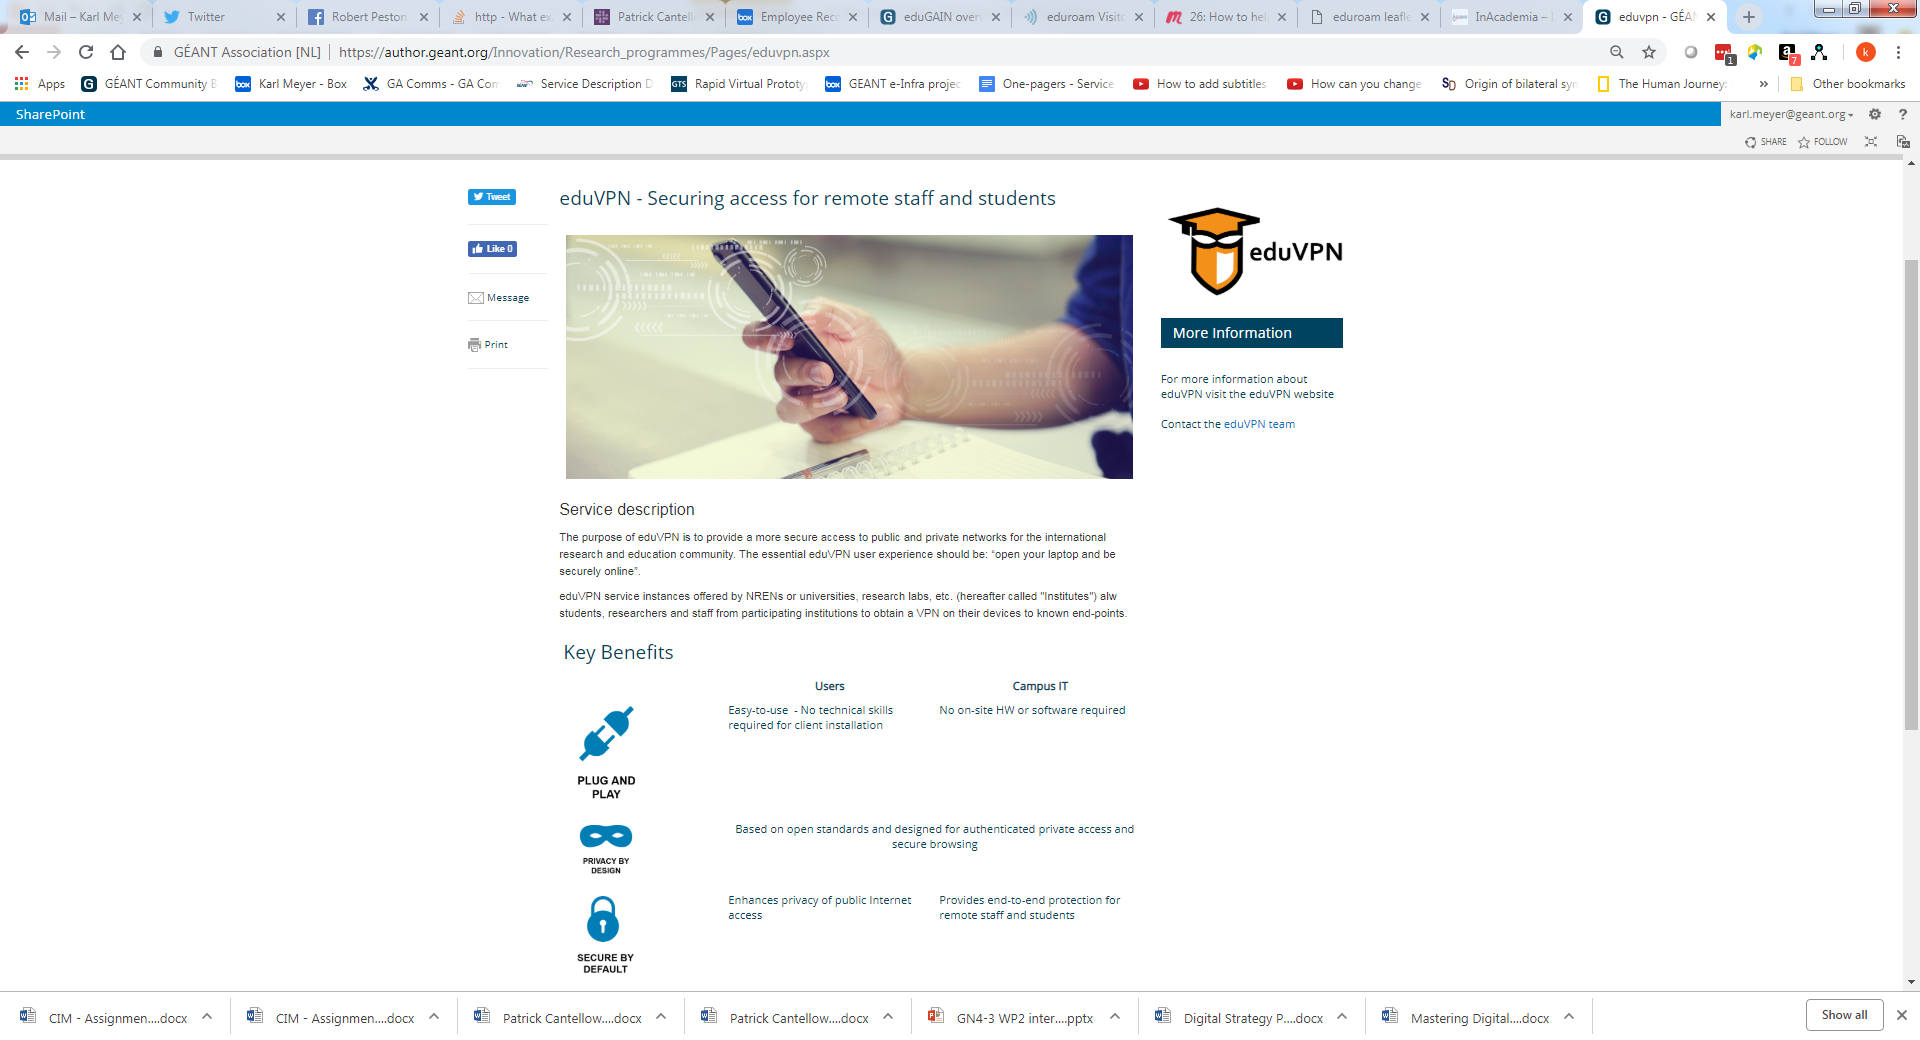 Mail – Karl Mey
Twitter
Robert Peston
http - What ex
Patrick Cantell
Employee Rec
eduGAIN over
eduroam Visito
26: How to hel
eduroam leafle
InAcademia –
eduvpn - GÉAN
GÉANT Association [NL]
https://author.geant.org/Innovation/Research_programmes/Pages/eduvpn.aspx
1
7
k
Apps
GÉANT Community B
Karl Meyer - Box
GA Comms - GA Com
Service Description D
Rapid Virtual Prototy
GEANT e-Infra projec
One-pagers - Service
How to add subtitles
How can you change
Origin of bilateral syn
The Human Journey:
»
Other bookmarks
SharePoint
karl.meyer@geant.org
?
SHARE
FOLLOW
Tweet
Like 0
Message
Print
eduVPN - Securing access for remote staff and students
eduVPN
More Information
For more information about
eduVPN visit the eduVPN website
Contact the eduVPN team
Service description
The purpose of eduVPN is to provide a more secure access to public and private networks for the international
research and education community. The essential eduVPN user experience should be: “open your laptop and be
securely online”.
eduVPN service instances offered by NRENs or universities, research labs, etc. (hereafter called "Institutes") alw
students, researchers and staff from participating institutions to obtain a VPN on their devices to known end-points.
Key Benefits
Users
Campus IT
Easy-to-use - No technical skills
required for client installation
No on-site HW or software required
PLUG AND
PLAY
Based on open standards and designed for authenticated private access and
secure browsing
PRIVACY BY
DESIGN
Enhances privacy of public Internet
access
Provides end-to-end protection for
remote staff and students
SECURE BY
DEFAULT
CIM - Assignmen....docx
CIM - Assignmen....docx
Patrick Cantellow....docx
Patrick Cantellow....docx
GN4-3 WP2 inter....pptx
Digital Strategy P....docx
Mastering Digital....docx
Show all